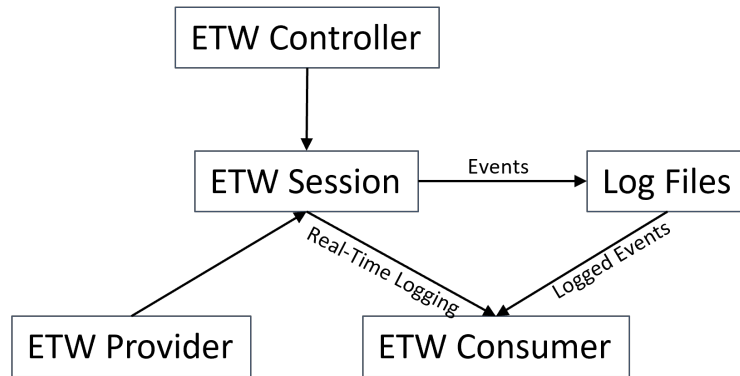 ETW Controller
ETW Session
Events
Log Files
Real-Time Logging
Logged Events
ETW Provider
ETW Consumer